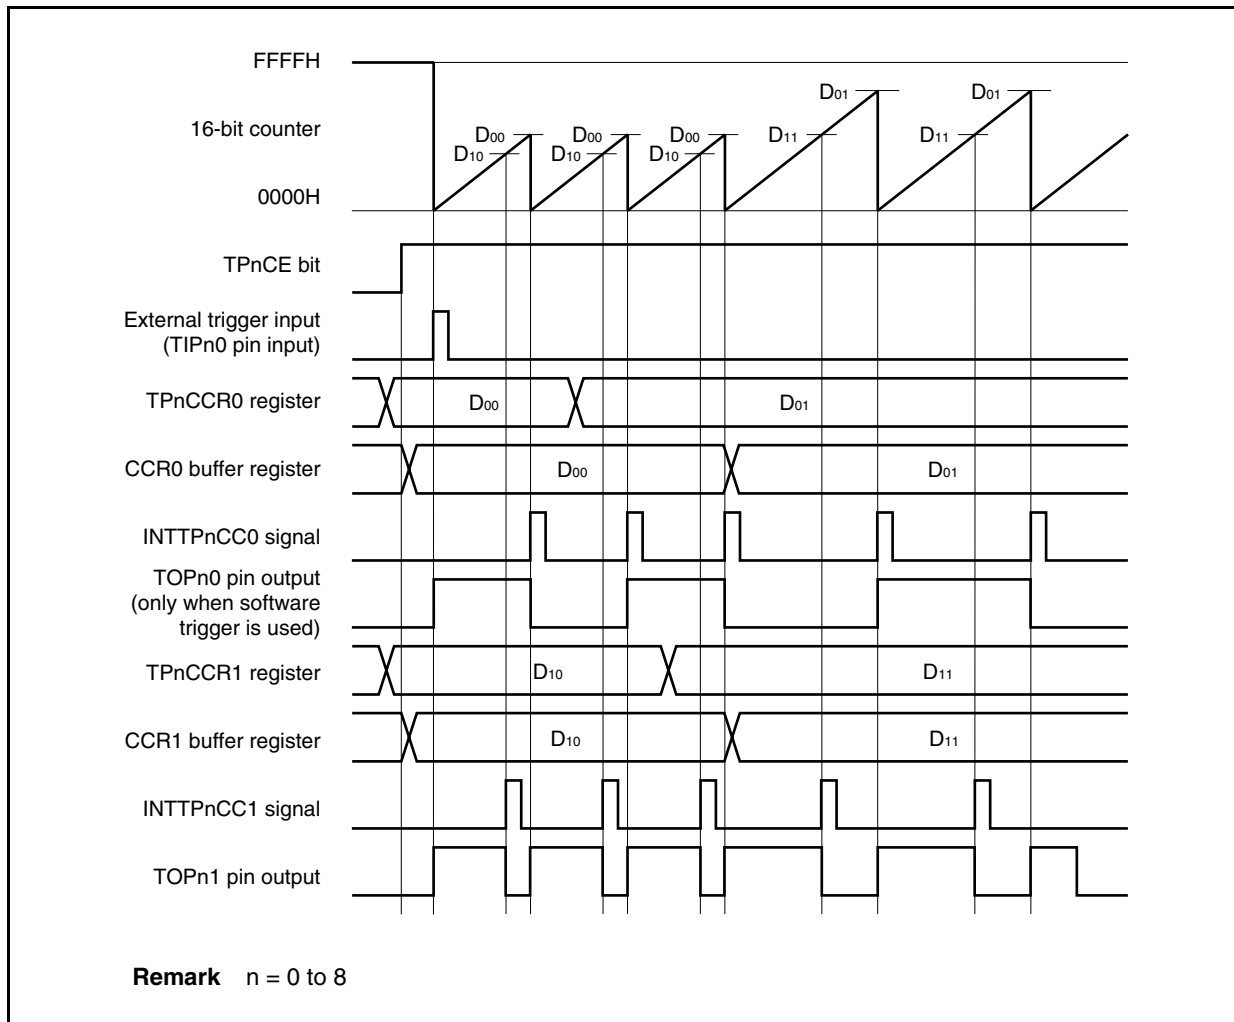 FFFFH
16-bit counter
0000H
D00
D10
D00
D10
D00
D10
D01
D11
D01
D11
TPnCE bit
External trigger input
(TIPn0 pin input)
TPnCCR0 register
D00
D01
CCR0 buffer register
D00
D01
INTTPnCC0 signal
TOPn0 pin output
(only when software
trigger is used)
TPnCCR1 register
D10
D11
CCR1 buffer register
D10
D11
INTTPnCC1 signal
TOPn1 pin output
Remark n = 0 to 8